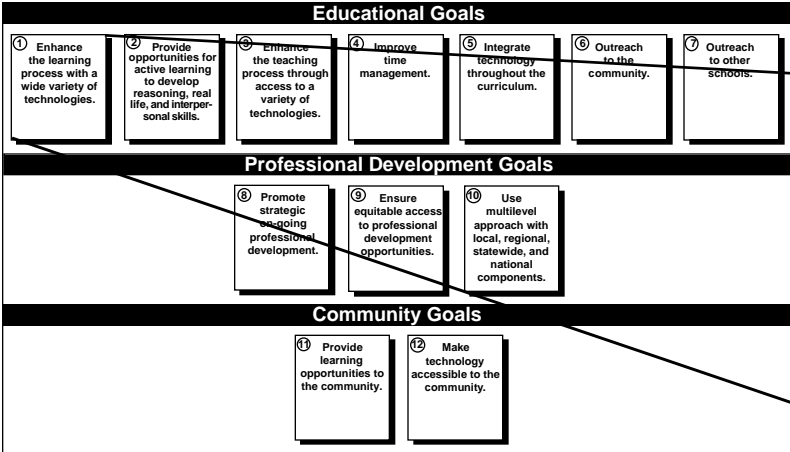 Educational Goals
1 Enhance
the learning
process with a
wide variety of
technologies.
2 Provide
opportunities for
active learning
to develop
reasoning, real
life, and interper-
sonal skills.
3 Enhance
the teaching
process through
access to a
variety of
technologies.
4 Improve
time
management.
5 Integrate
technology
throughout the
curriculum.
6 Outreach
to the
community.
7 Outreach
to other
schools.
Professional Development Goals
8 Promote
strategic
on-going
professional
development.
9 Ensure
equitable access
to professional
development
opportunities.
10 Use
multilevel
approach with
local, regional,
statewide, and
national
components.
Community Goals
11 Provide
learning
opportunities to
the community.
12 Make
technology
accessible to the
community.